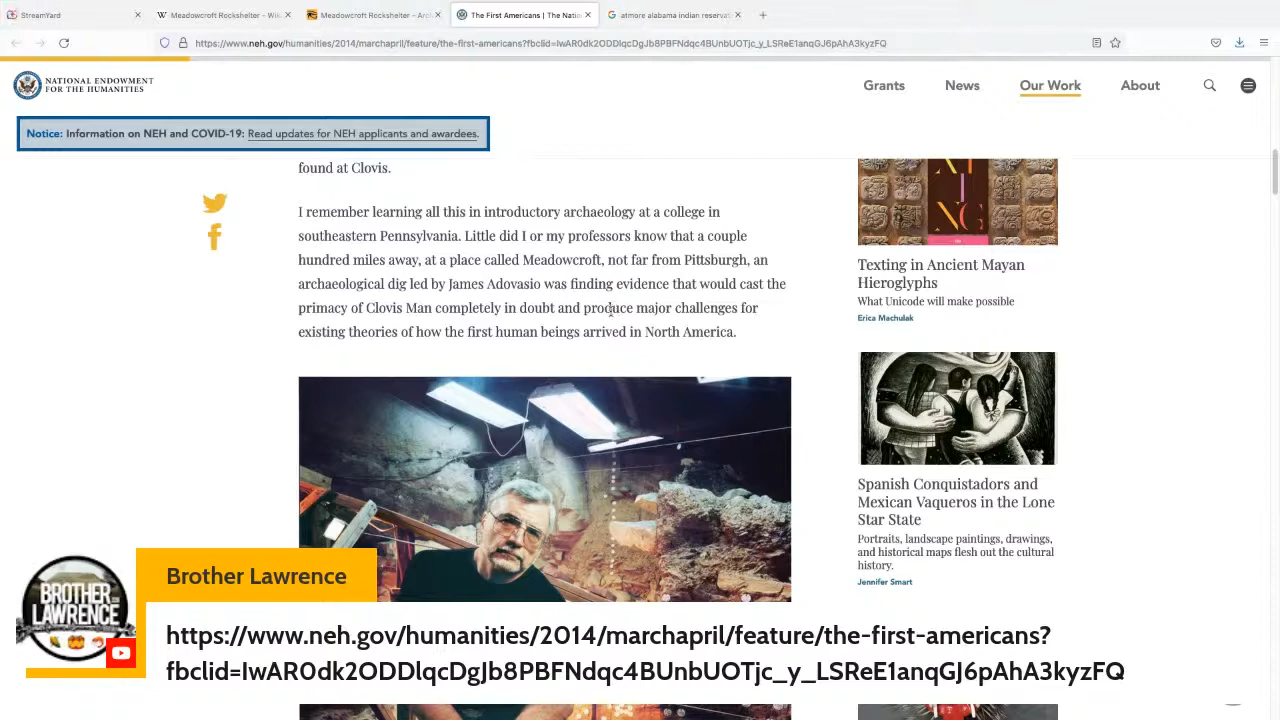 StreamYard
Meadowcroft Rockshelter – Wik
Meadowcroft Rockshelter – Arc
The First Americans | The Natio
atmore alabama indian reservat
https://www.neh.gov/humanities/2014/marchapril/feature/the-first-americans?fbclid=IwAR0dk2ODDlqcDgJb8PBFNdqc4BUnbUOTjc_y_LSReE1anqGJ6pAhA3kyzFQ
NATIONAL ENDOWMENT
FOR THE HUMANITIES
Grants
News
Our Work
About
Notice: Information on NEH and COVID-19: Read updates for NEH applicants and awardees.
found at Clovis.
I remember learning all this in introductory archaeology at a college in
southeastern Pennsylvania. Little did I or my professors know that a couple
hundred miles away, at a place called Meadowcroft, not far from Pittsburgh, an
archaeological dig led by James Adovasio was finding evidence that would cast the
primacy of Clovis Man completely in doubt and produce major challenges for
existing theories of how the first human beings arrived in North America.
Texting in Ancient Mayan
Hieroglyphs
What Unicode will make possible
Erica Machulak
Spanish Conquistadors and
Mexican Vaqueros in the Lone
Star State
Portraits, landscape paintings, drawings,
and historical maps flesh out the cultural
history.
Jennifer Smart
BROTHER
LAWRENCE
Brother Lawrence
https://www.neh.gov/humanities/2014/marchapril/feature/the-first-americans?
fbclid=IwAR0dk2ODDlqcDgJb8PBFNdqc4BUnbUOTjc_y_LSReE1anqGJ6pAhA3kyzFQ